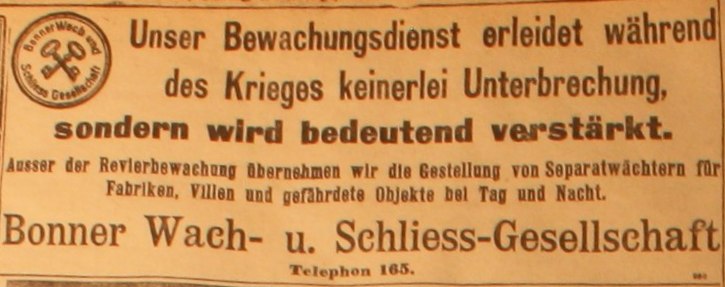 Bonner Wach und
Schliess Gesellschaft
Unser Bewachungsdienst erleidet während
des Krieges keinerlei Unterbrechung,
sondern wird bedeutend verstärkt.
Ausser der Revierbewachung übernehmen wir die Gestellung von Separatwächtern für
Fabriken, Villen und gefährdete Objekte bei Tag und Nacht.
Bonner Wach- u. Schliess-Gesellschaft
Telephon 165.